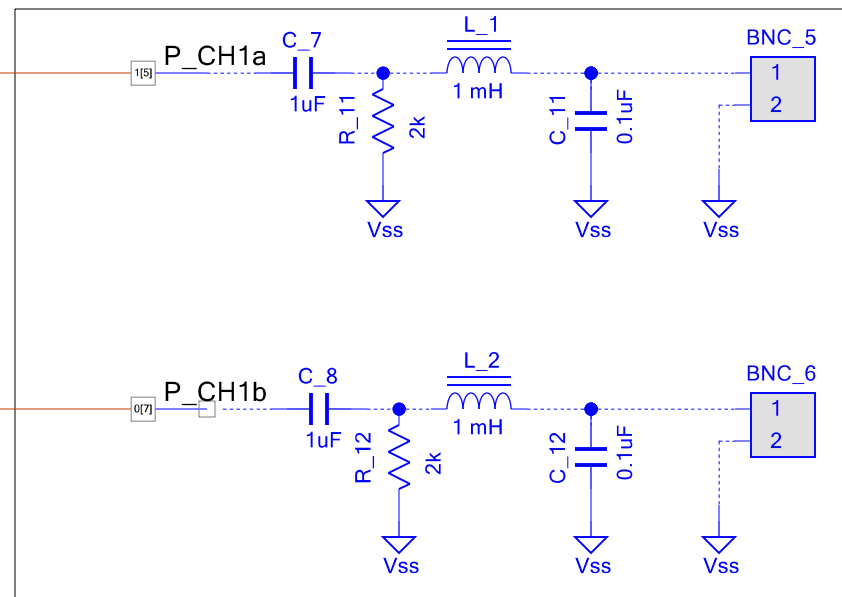 L_1
C_7
BNC_5
P_CH1a
1[5]
1
1uF
1 mH
R_11
2k
C_11
0.1uF
2
Vss
Vss
Vss
L_2
C_8
BNC_6
P_CH1b
0[7]
1
1uF
1 mH
R_12
2k
C_12
0.1uF
2
Vss
Vss
Vss